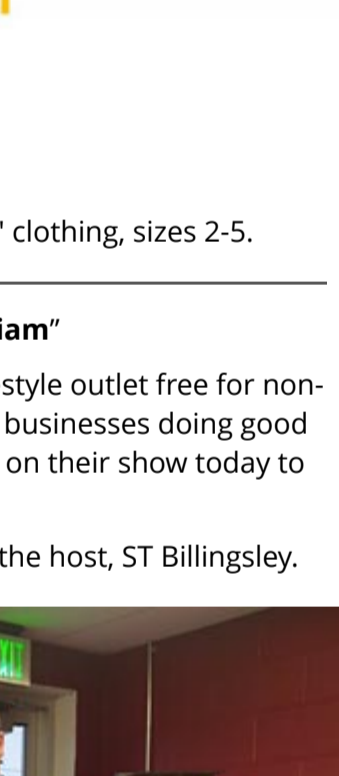 " clothing, sizes 2-5.
iam”
style outlet free for non-
businesses doing good
on their show today to
the host, ST Billingsley.
EXIT